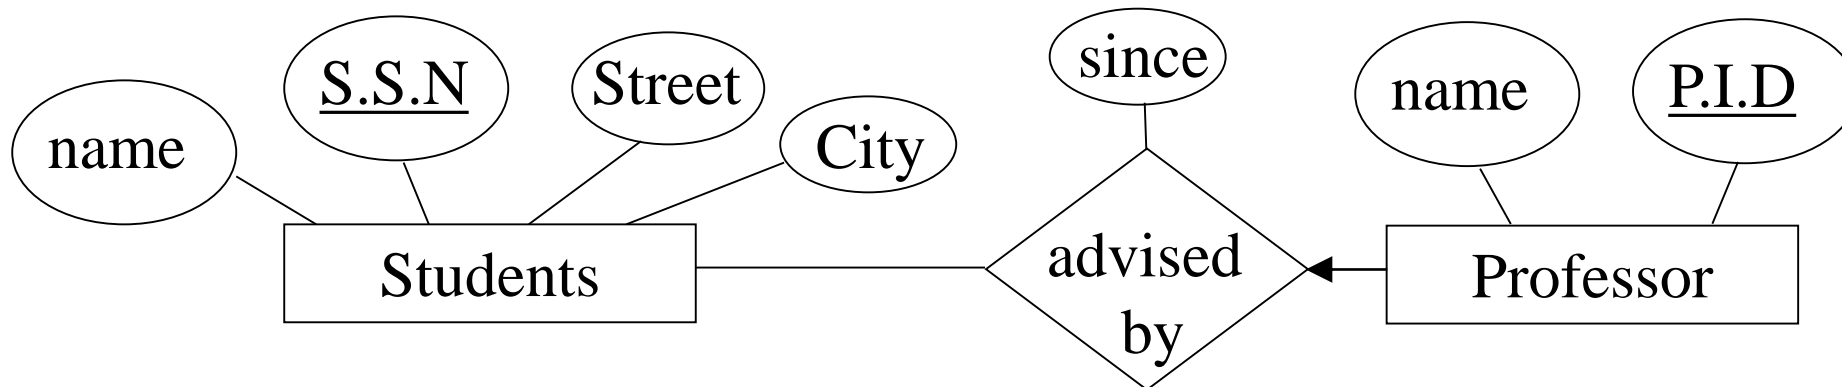 name
S.S.N
Street
City
since
name
P.I.D
Students
advised
by
Professor